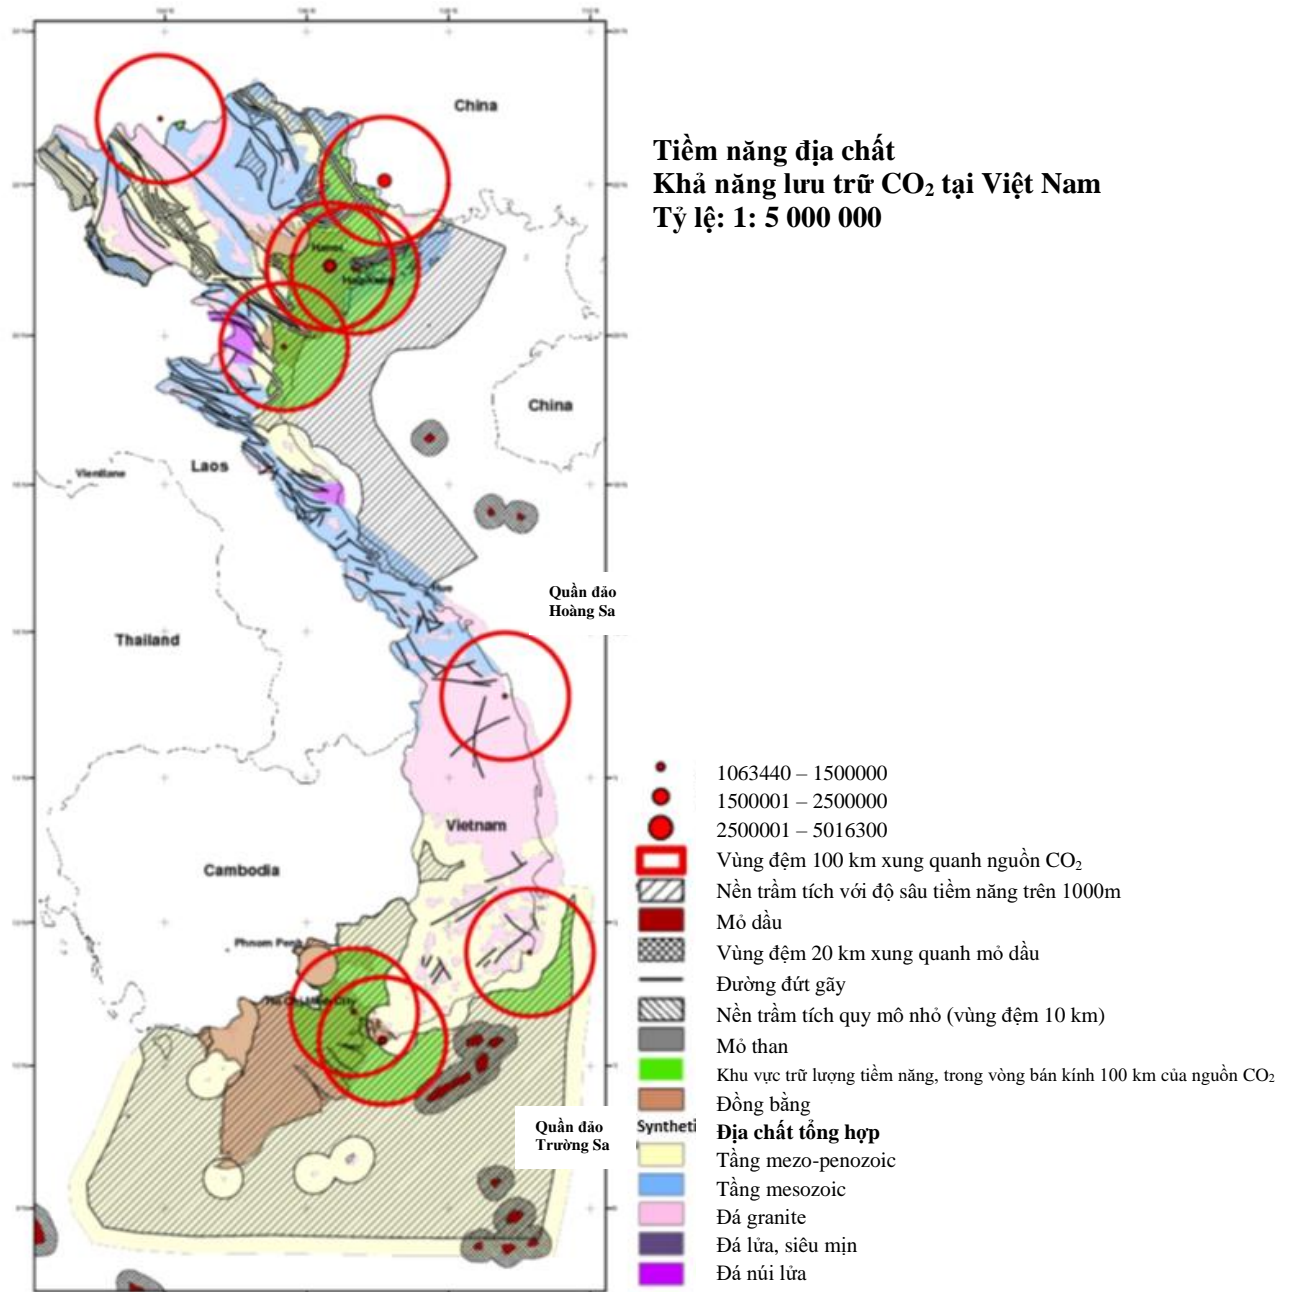 China
Tiềm năng địa chất
Khả năng lưu trữ CO₂ tại Việt Nam
Tỷ lệ: 1: 5 000 000
Hanoi
Haiphong
China
Laos
Vientiane
Hue
Quần đảo
Hoàng Sa
Thailand
Vietnam
Cambodia
Phnom Penh
Ho Chi Minh City
Quần đảo
Trường Sa
1063440 – 1500000
1500001 – 2500000
2500001 – 5016300
Vùng đệm 100 km xung quanh nguồn CO₂
Nền trầm tích với độ sâu tiềm năng trên 1000m
Mỏ dầu
Vùng đệm 20 km xung quanh mỏ dầu
Đường đứt gãy
Nền trầm tích quy mô nhỏ (vùng đệm 10 km)
Mỏ than
Khu vực trữ lượng tiềm năng, trong vòng bán kính 100 km của nguồn CO₂
Đồng bằng
Syntheti Địa chất tổng hợp
Tầng mezo-penozoic
Tầng mesozoic
Đá granite
Đá lửa, siêu mịn
Đá núi lửa